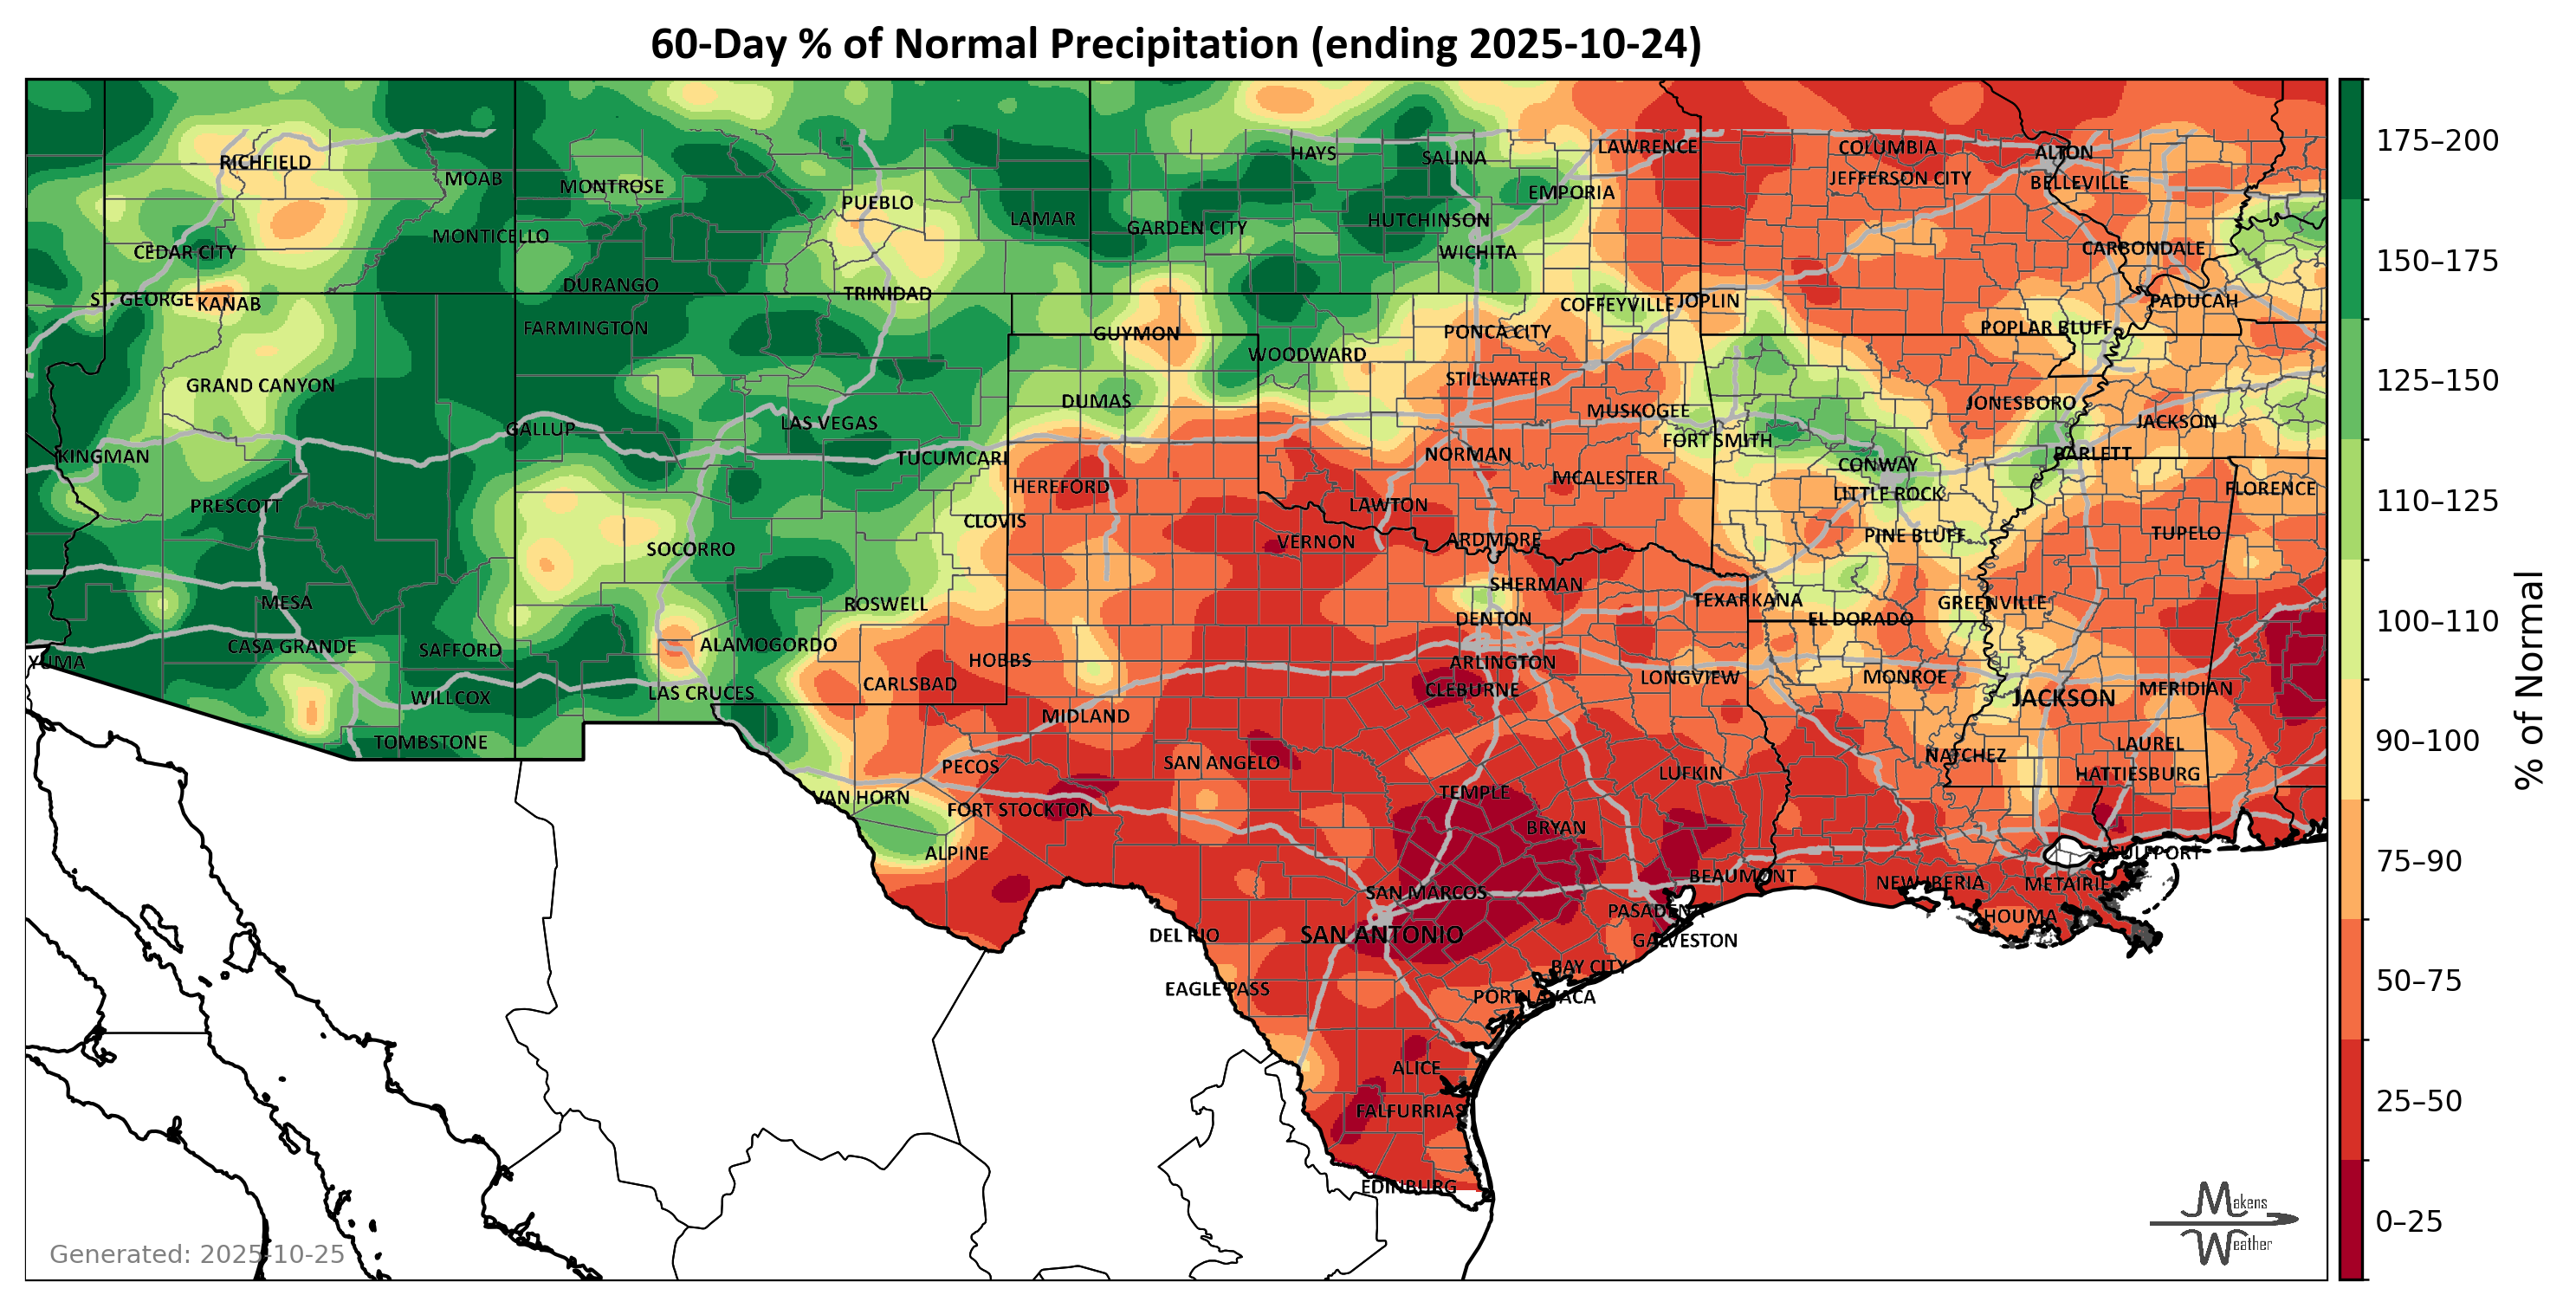 60-Day % of Normal Precipitation (ending 2025-10-24)
RICHFIELD
MOAB
MONTROSE
PUEBLO
LAMAR
HAYS
SALINA
LAWRENCE
COLUMBIA
ALTON
JEFFERSON CITY
BELLEVILLE
EMPORIA
GARDEN CITY
HUTCHINSON
WICHITA
CARBONDALE
MONTICELLO
CEDAR CITY
DURANGO
TRINIDAD
ST. GEORGE
KANAB
COFFEYVILLE
JOPLIN
PADUCAH
FARMINGTON
GUYMON
PONCA CITY
POPLAR BLUFF
WOODWARD
GRAND CANYON
STILLWATER
DUMAS
MUSKOGEE
JONESBORO
JACKSON
GALLUP
LAS VEGAS
FORT SMITH
KINGMAN
TUCUMCARI
NORMAN
CONWAY
BARLETT
HEREFORD
MCALESTER
LITTLE ROCK
FLORENCE
PRESCOTT
LAWTON
CLOVIS
PINE BLUFF
TUPELO
SOCORRO
VERNON
ARDMORE
SHERMAN
MESA
ROSWELL
TEXARKANA
GREENVILLE
DENTON
EL DORADO
CASA GRANDE
SAFFORD
ALAMOGORDO
YUMA
HOBBS
ARLINGTON
CARLSBAD
CLEBURNE
LONGVIEW
MONROE
MERIDIAN
WILLCOX
LAS CRUCES
JACKSON
MIDLAND
TOMBSTONE
LAUREL
NATCHEZ
PECOS
SAN ANGELO
LUFKIN
HATTIESBURG
VAN HORN
FORT STOCKTON
TEMPLE
BRYAN
ALPINE
GULFPORT
BEAUMONT
NEW IBERIA
METAIRIE
SAN MARCOS
PASADENA
HOUMA
DEL RIO
SAN ANTONIO
GALVESTON
BAY CITY
EAGLE PASS
PORT LAVACA
ALICE
FALFURRIAS
EDINBURG
175–200
150–175
125–150
110–125
100–110
90–100
75–90
50–75
25–50
0–25
% of Normal
Generated: 2025-10-25
Makens
Weather